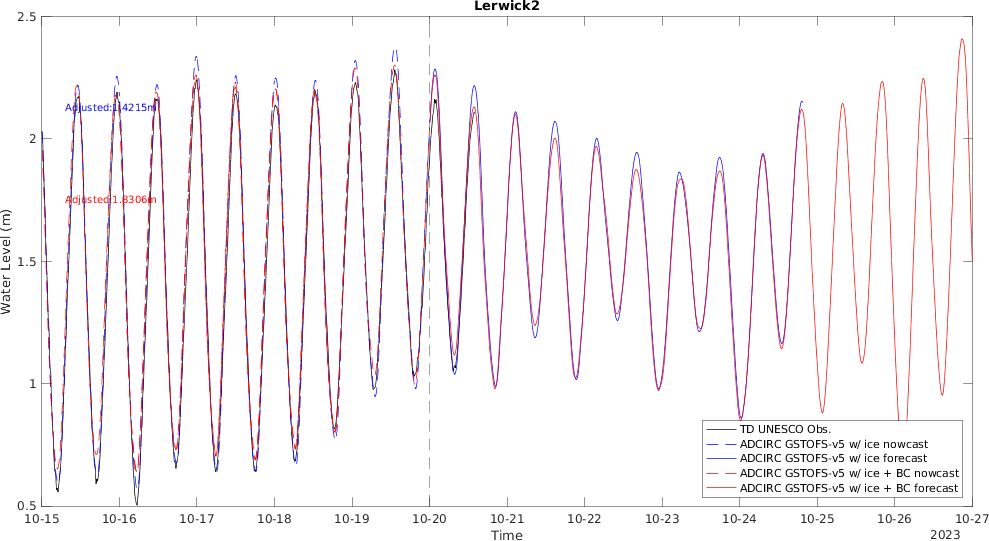 Lerwick2
2.5
2
1.5
1
0.5
Water Level (m)
Adjusted:1.4215m
Adjusted:1.8306m
TD UNESCO Obs.
ADCIRC GSTOFS-v5 w/ ice nowcast
ADCIRC GSTOFS-v5 w/ ice forecast
ADCIRC GSTOFS-v5 w/ ice + BC nowcast
ADCIRC GSTOFS-v5 w/ ice + BC forecast
10-15 10-16 10-17 10-18 10-19 10-20 10-21 10-22 10-23 10-24 10-25 10-26 10-27
Time
2023